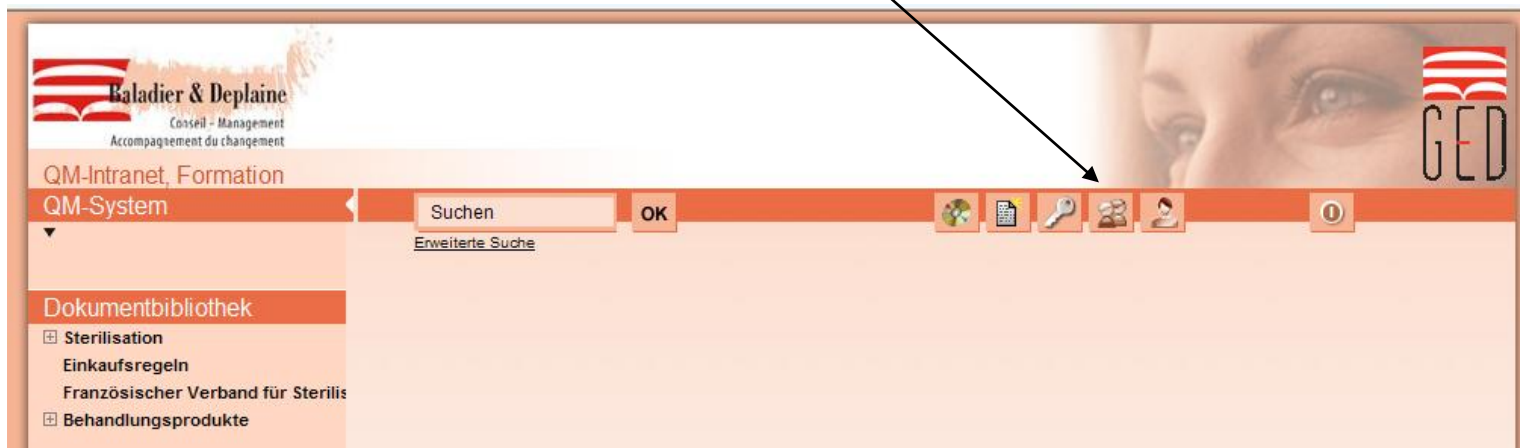 Baladier & Deplaine
Conseil - Management
Accompagnement du changement
GED
QM-Intranet, Formation
QM-System
Suchen
OK
Erweiterte Suche
Dokumentbibliothek
Sterilisation
Einkaufsregeln
Französischer Verband für Sterilis
Behandlungsprodukte